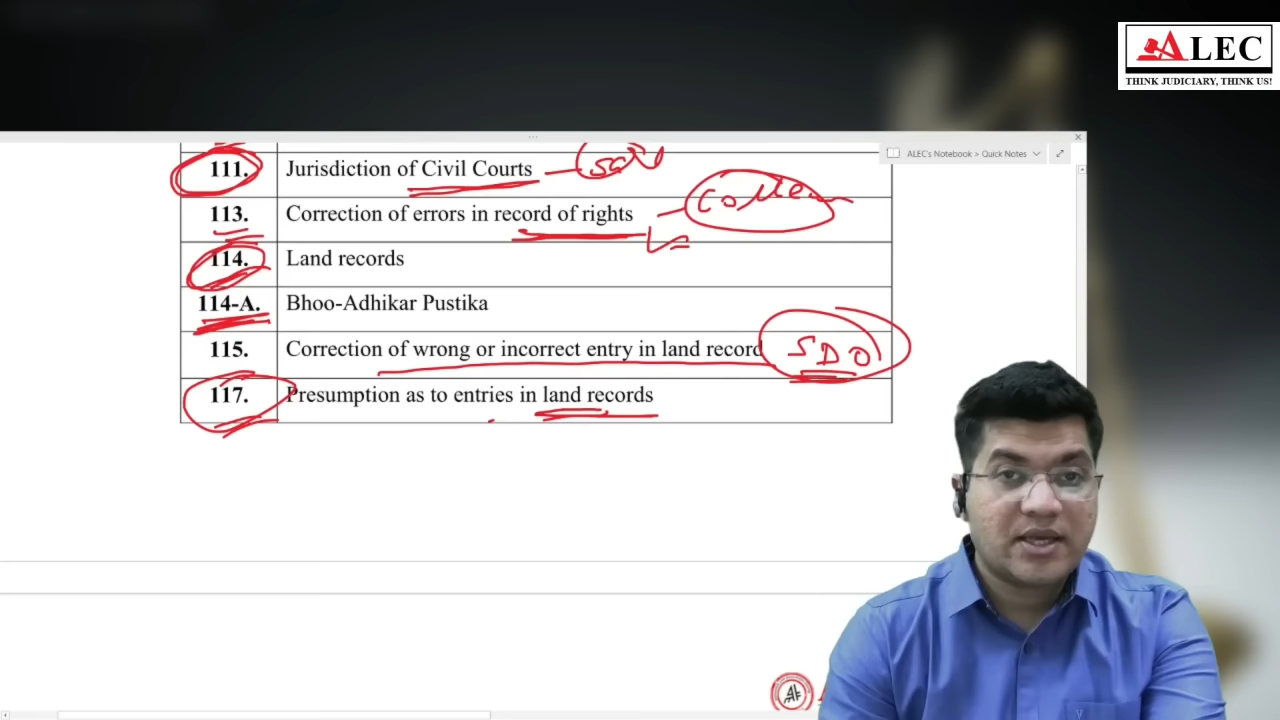 ALEC
THINK JUDICIARY, THINK US!
ALEC's Notebook > Quick Notes
111. Jurisdiction of Civil Courts
113. Correction of errors in record of rights
114. Land records
114-A. Bhoo-Adhikar Pustika
115. Correction of wrong or incorrect entry in land record SDO
117. Presumption as to entries in land records